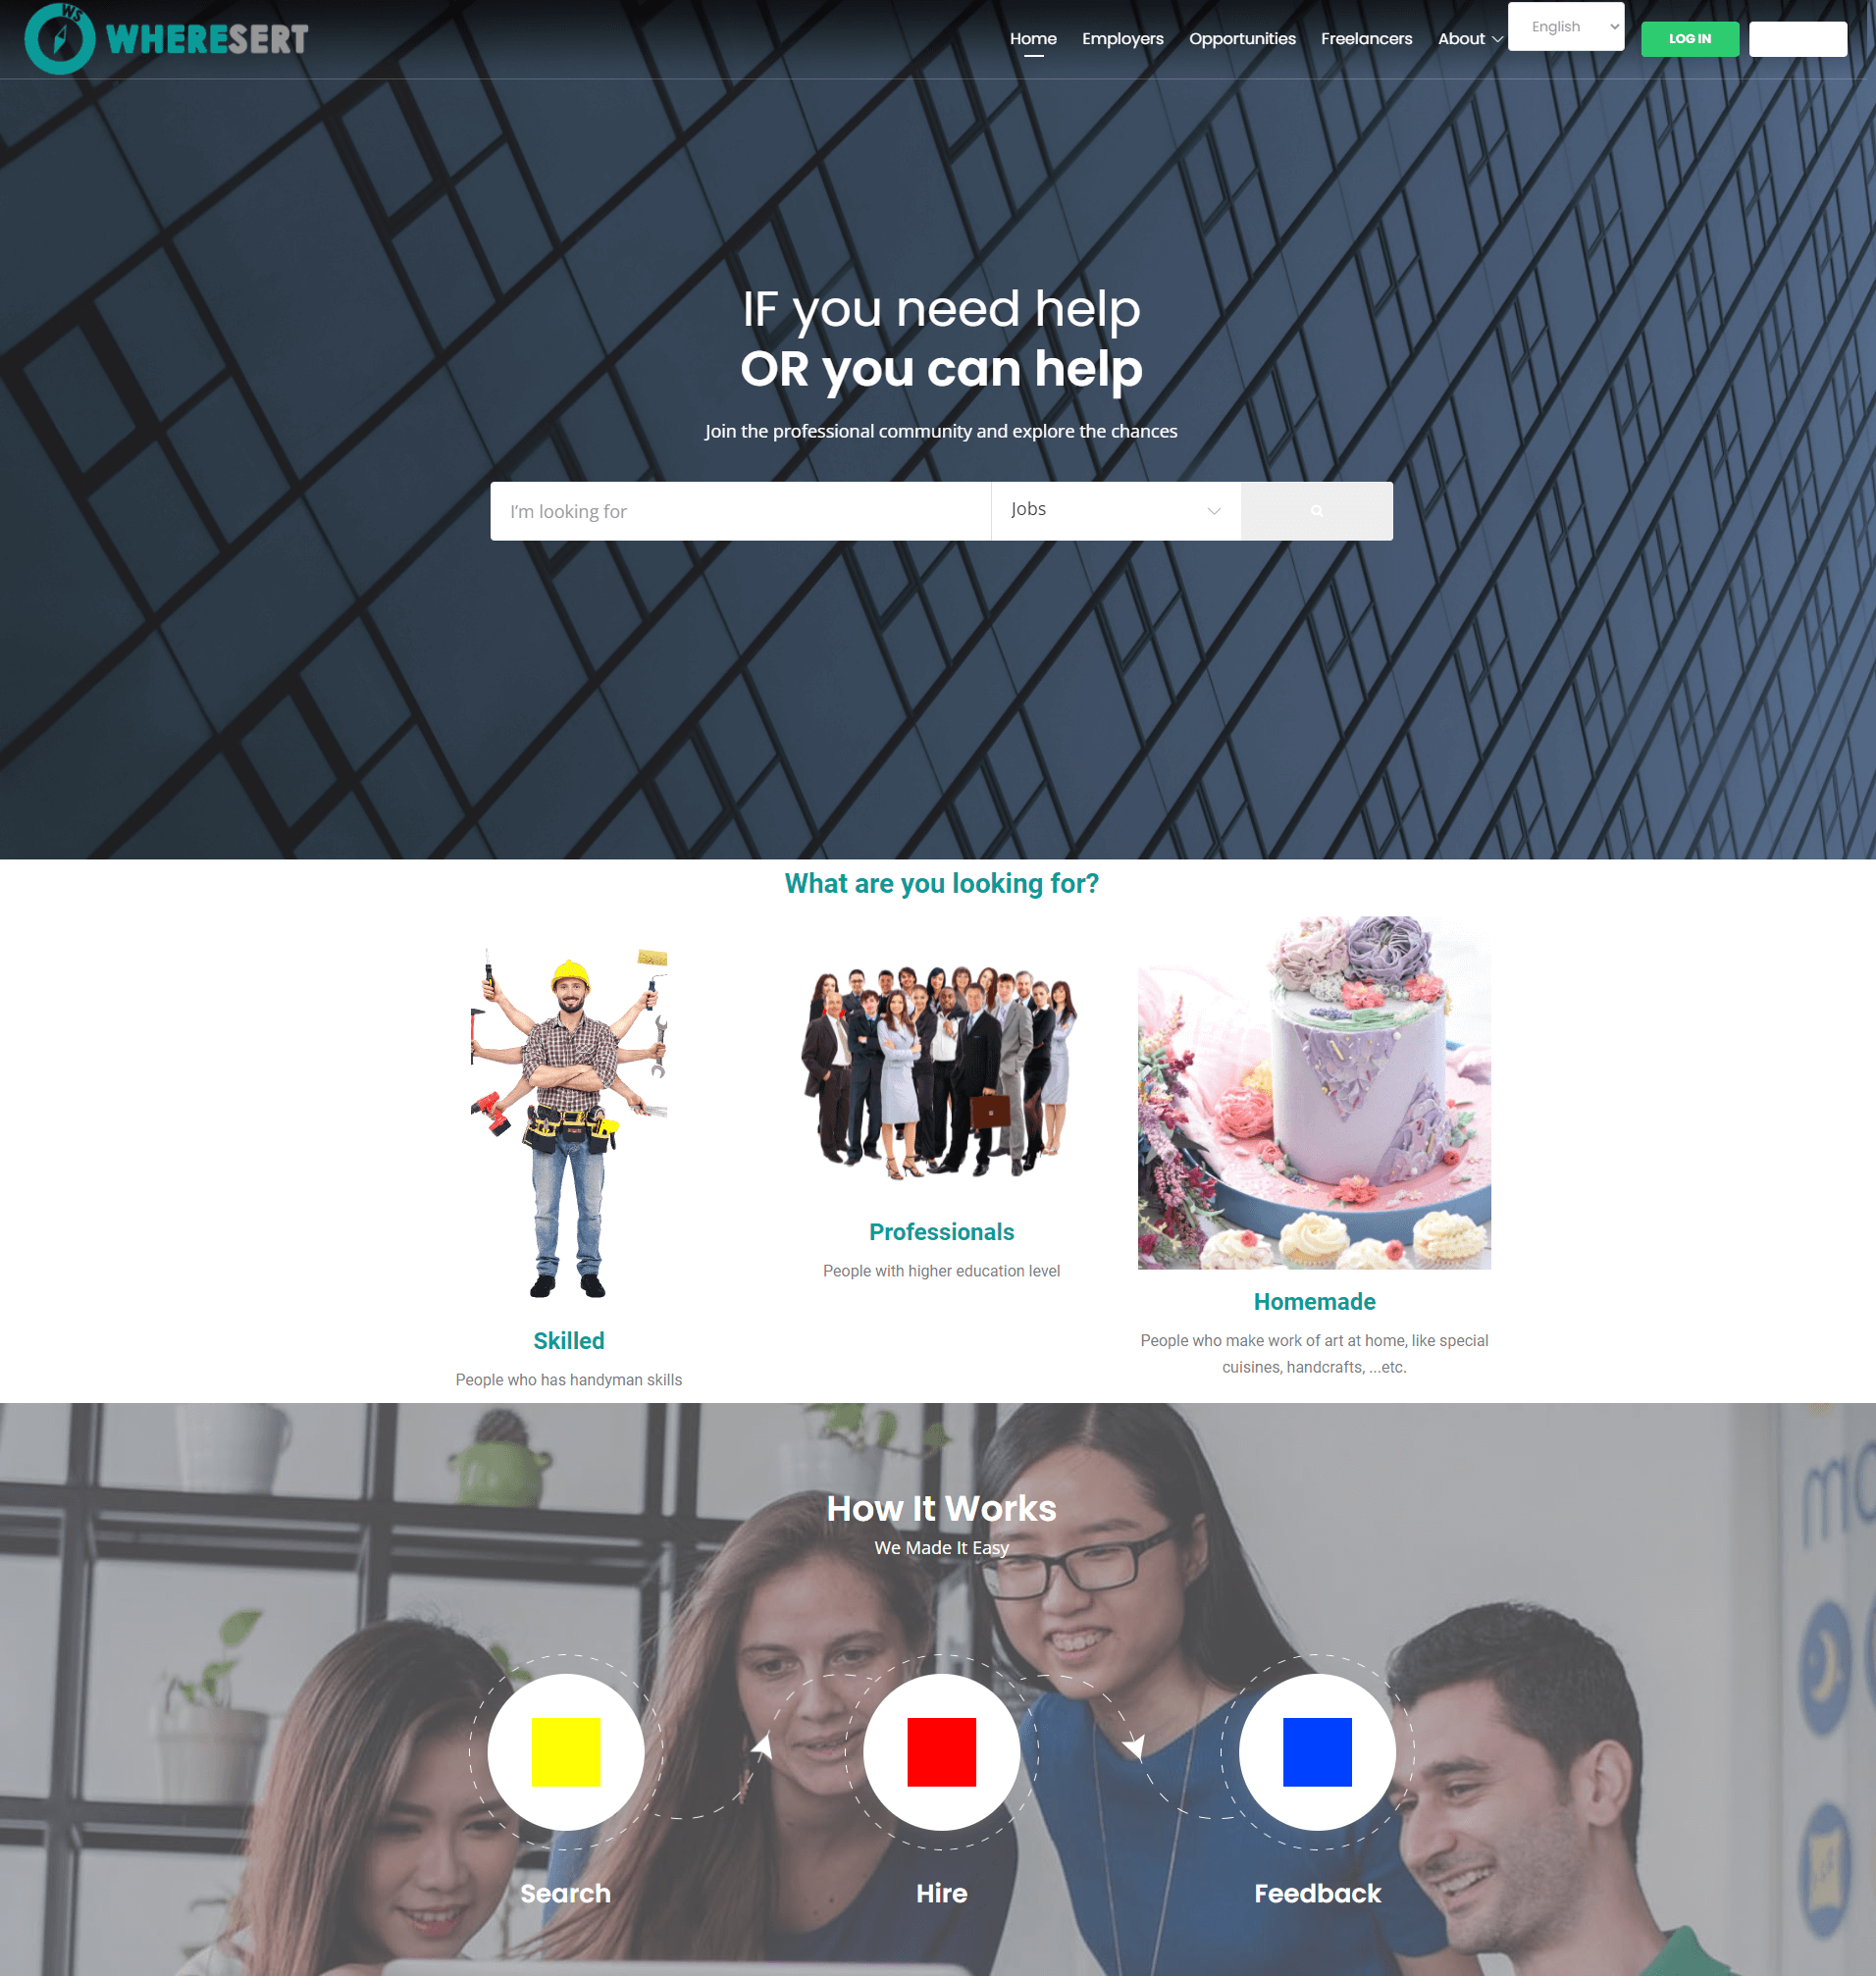 WS
WHERESERT
Home Employers Opportunities Freelancers About English LOG IN
IF you need help
OR you can help
Join the professional community and explore the chances
I'm looking for Jobs
What are you looking for?
Skilled
People who has handyman skills
Professionals
People with higher education level
Homemade
People who make work of art at home, like special
cuisines, handcrafts, ...etc.
How It Works
We Made It Easy
Search
Hire
Feedback